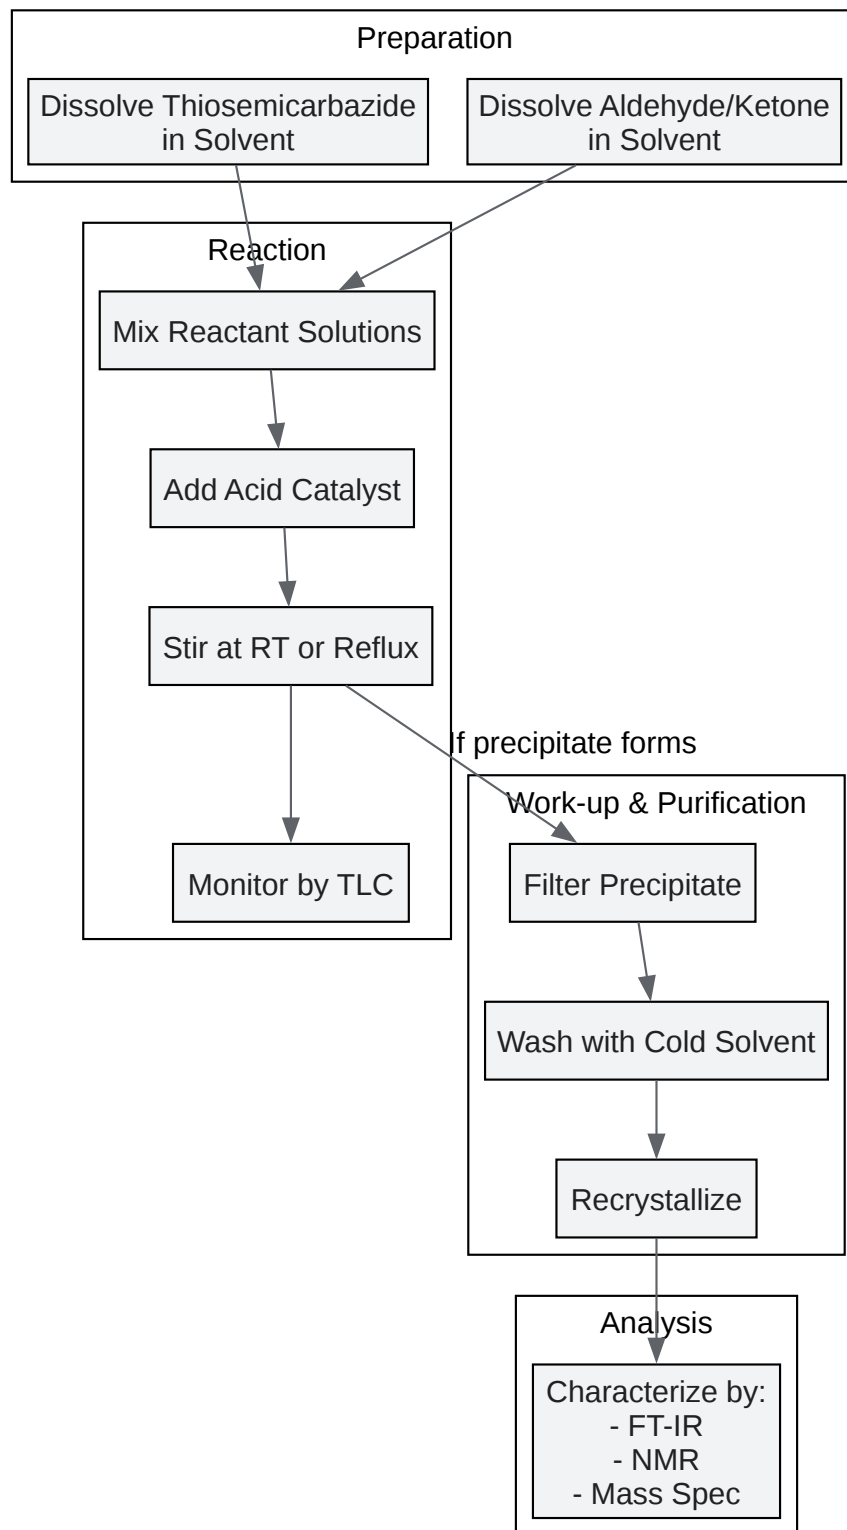 Preparation
Dissolve Thiosemicarbazide
in Solvent
Dissolve Aldehyde/Ketone
in Solvent
Reaction
Mix Reactant Solutions
Add Acid Catalyst
Stir at RT or Reflux
If precipitate forms
Monitor by TLC
Work-up & Purification
Filter Precipitate
Wash with Cold Solvent
Recrystallize
Analysis
Characterize by:
- FT-IR
- NMR
- Mass Spec